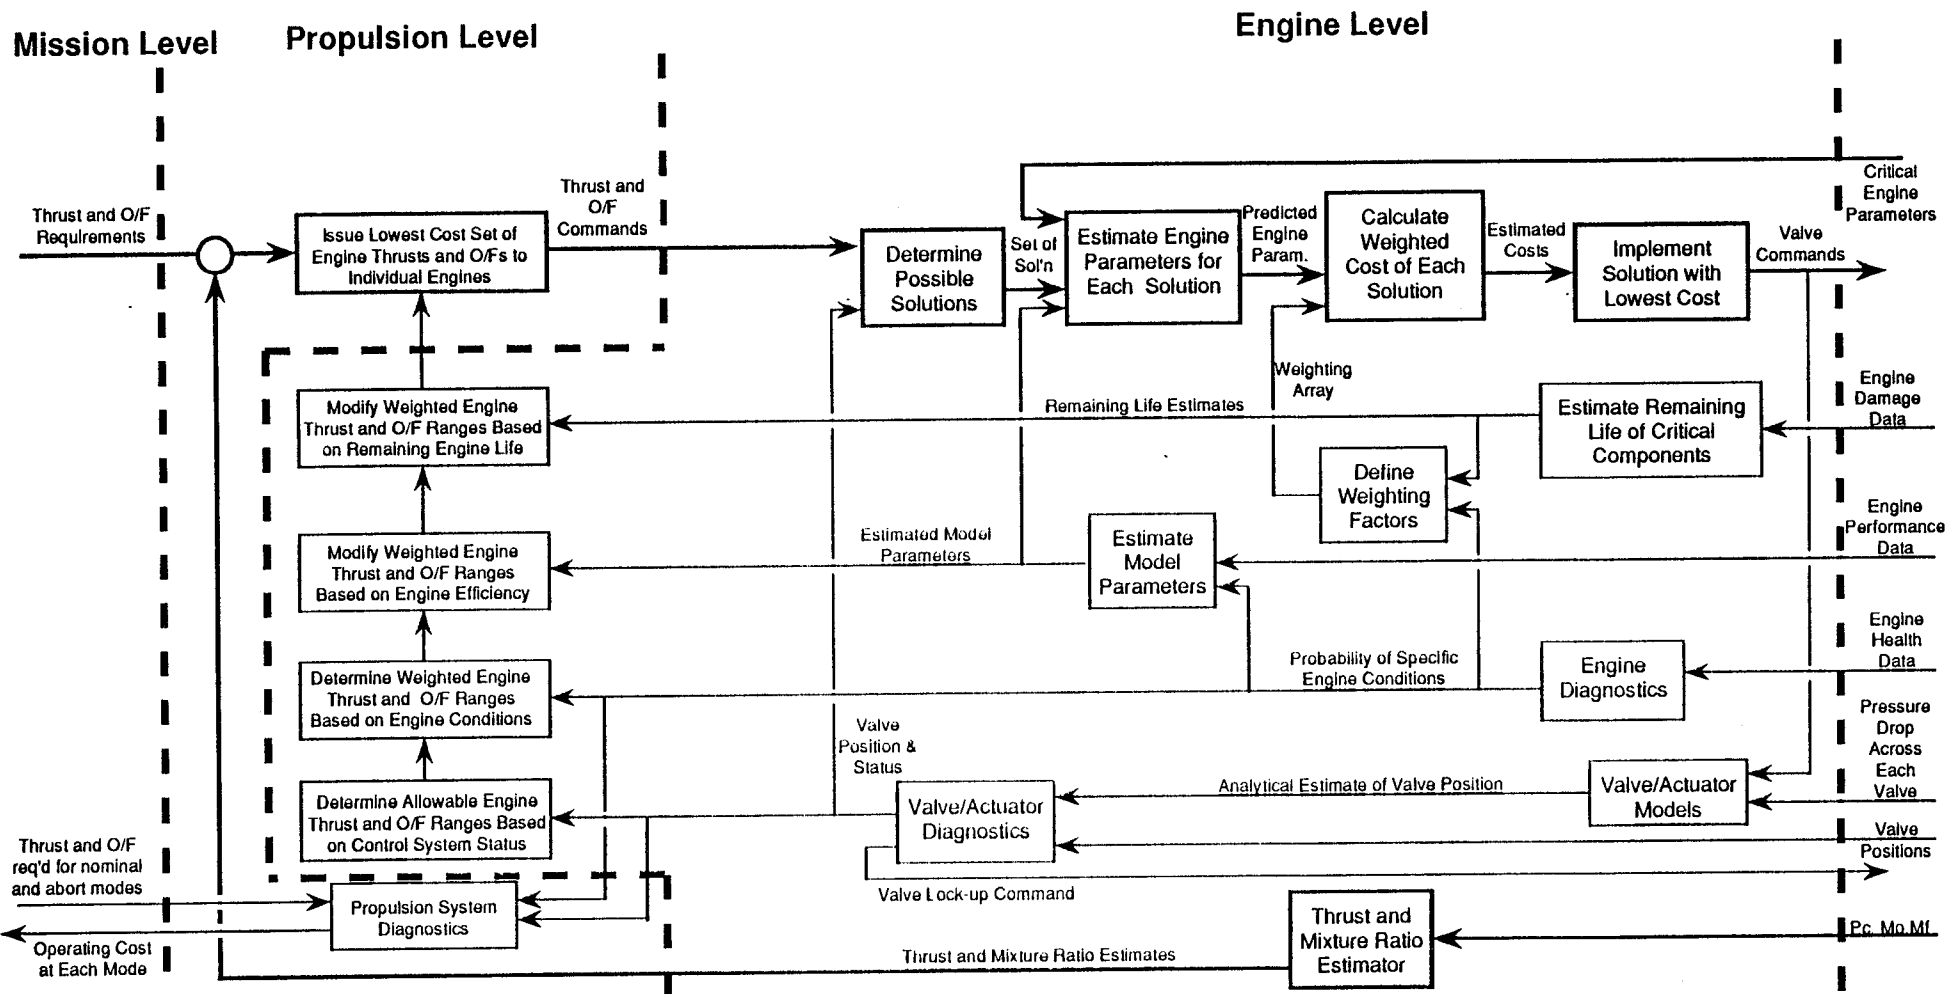 Mission Level
Propulsion Level
Engine Level
Thrust and O/F
Requirements
Issue Lowest Cost Set of
Engine Thrusts and O/Fs to
Individual Engines
Thrust and
O/F
Commands
Determine
Possible
Solutions
Set of
Sol'n
Estimate Engine
Parameters for
Each Solution
Predicted
Engine
Param.
Calculate
Weighted
Cost of Each
Solution
Estimated
Costs
Implement
Solution with
Lowest Cost
Valve
Commands
Critical
Engine
Parameters
Modify Weighted Engine
Thrust and O/F Ranges Based
on Remaining Engine Life
Remaining Life Estimates
Weighting
Array
Estimate Remaining
Life of Critical
Components
Engine
Damage
Data
Define
Weighting
Factors
Modify Weighted Engine
Thrust and O/F Ranges
Based on Engine Efficiency
Estimated Model
Parameters
Estimate
Model
Parameters
Engine
Performance
Data
Determine Weighted Engine
Thrust and O/F Ranges
Based on Engine Conditions
Probability of Specific
Engine Conditions
Engine
Diagnostics
Engine
Health
Data
Valve
Position &
Status
Determine Allowable Engine
Thrust and O/F Ranges Based
on Control System Status
Valve/Actuator
Diagnostics
Analytical Estimate of Valve Position
Valve/Actuator
Models
Pressure
Drop
Across
Each
Valve
Valve
Positions
Valve Lock-up Command
Thrust and O/F
req'd for nominal
and abort modes
Propulsion System
Diagnostics
Operating Cost
at Each Mode
Thrust and Mixture Ratio Estimates
Thrust and
Mixture Ratio
Estimator
Pc, Mo,Mf